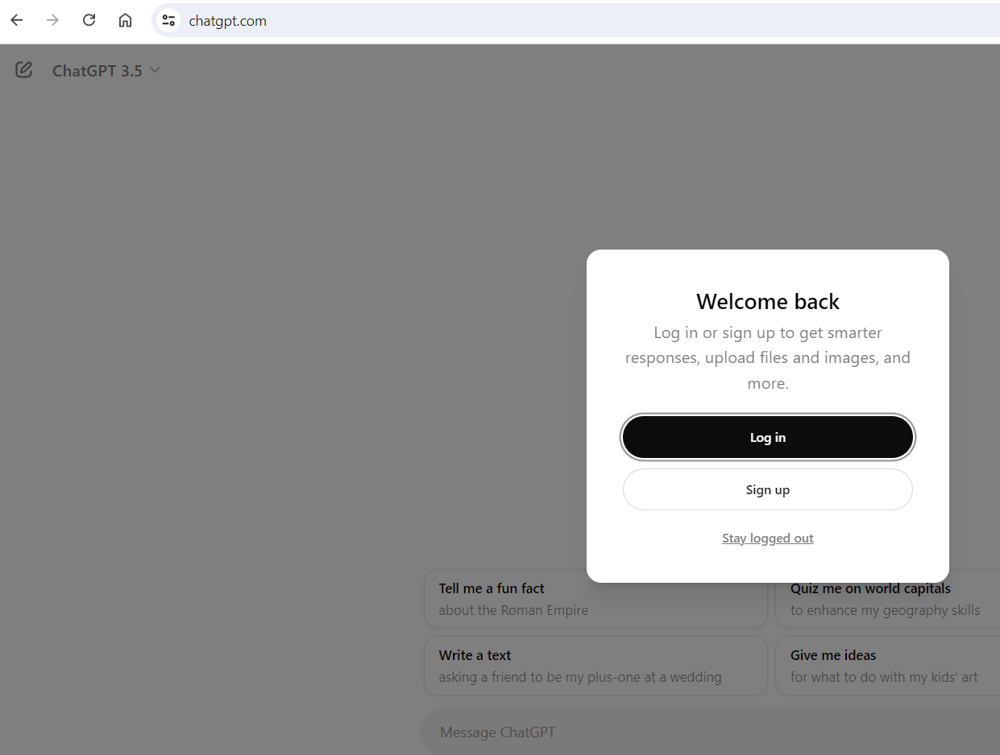 chatgpt.com
ChatGPT 3.5
Welcome back
Log in or sign up to get smarter
responses, upload files and images, and
more.
Log in
Sign up
Stay logged out
Tell me a fun fact
about the Roman Empire
Quiz me on world capitals
to enhance my geography skills
Write a text
asking a friend to be my plus-one at a wedding
Give me ideas
for what to do with my kids' art
Message ChatGPT